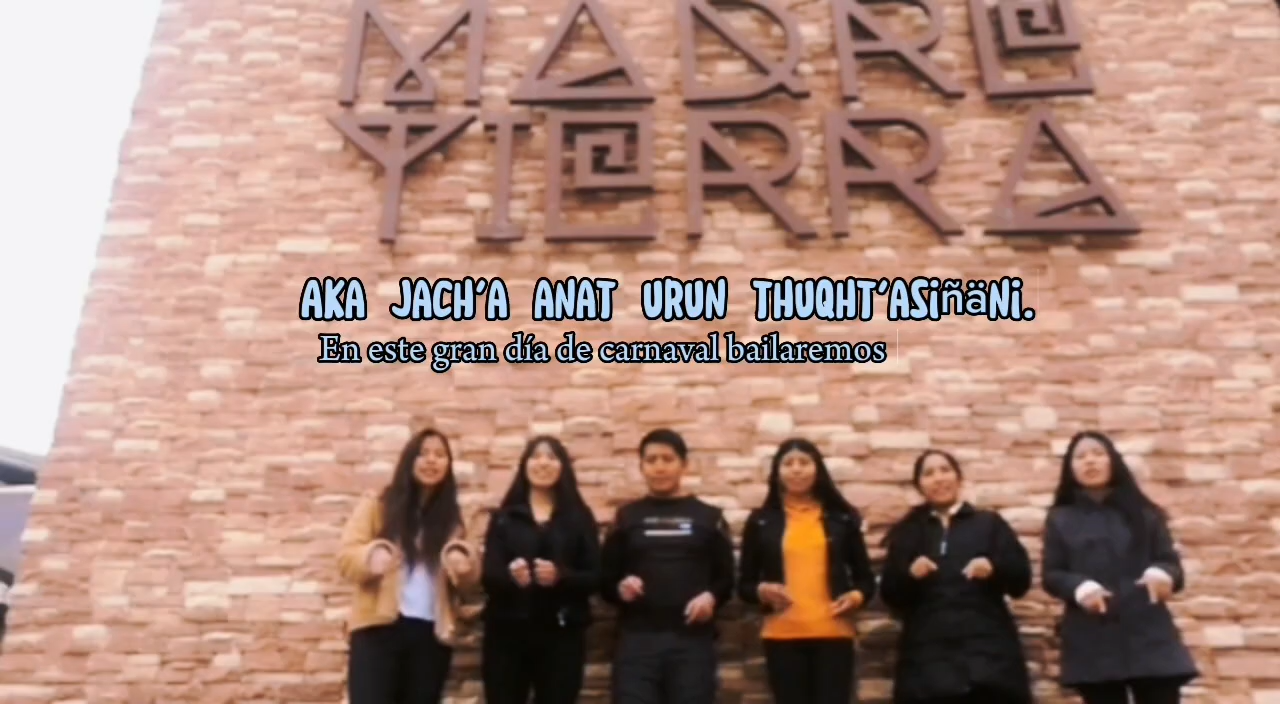 MADRE
TIERRA
AKA JACH'A ANAT URUN THUQHT'ASiñäNi.
En este gran día de carnaval bailaremos